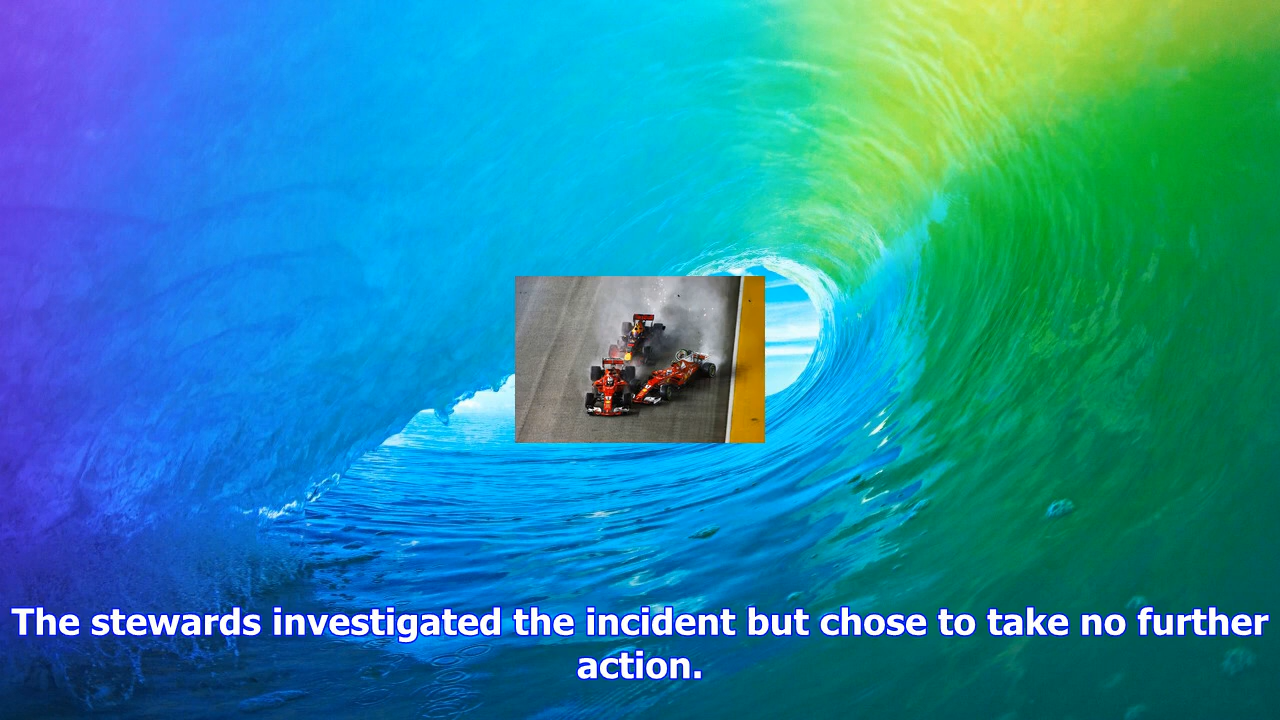 The stewards investigated the incident but chose to take no further
action.